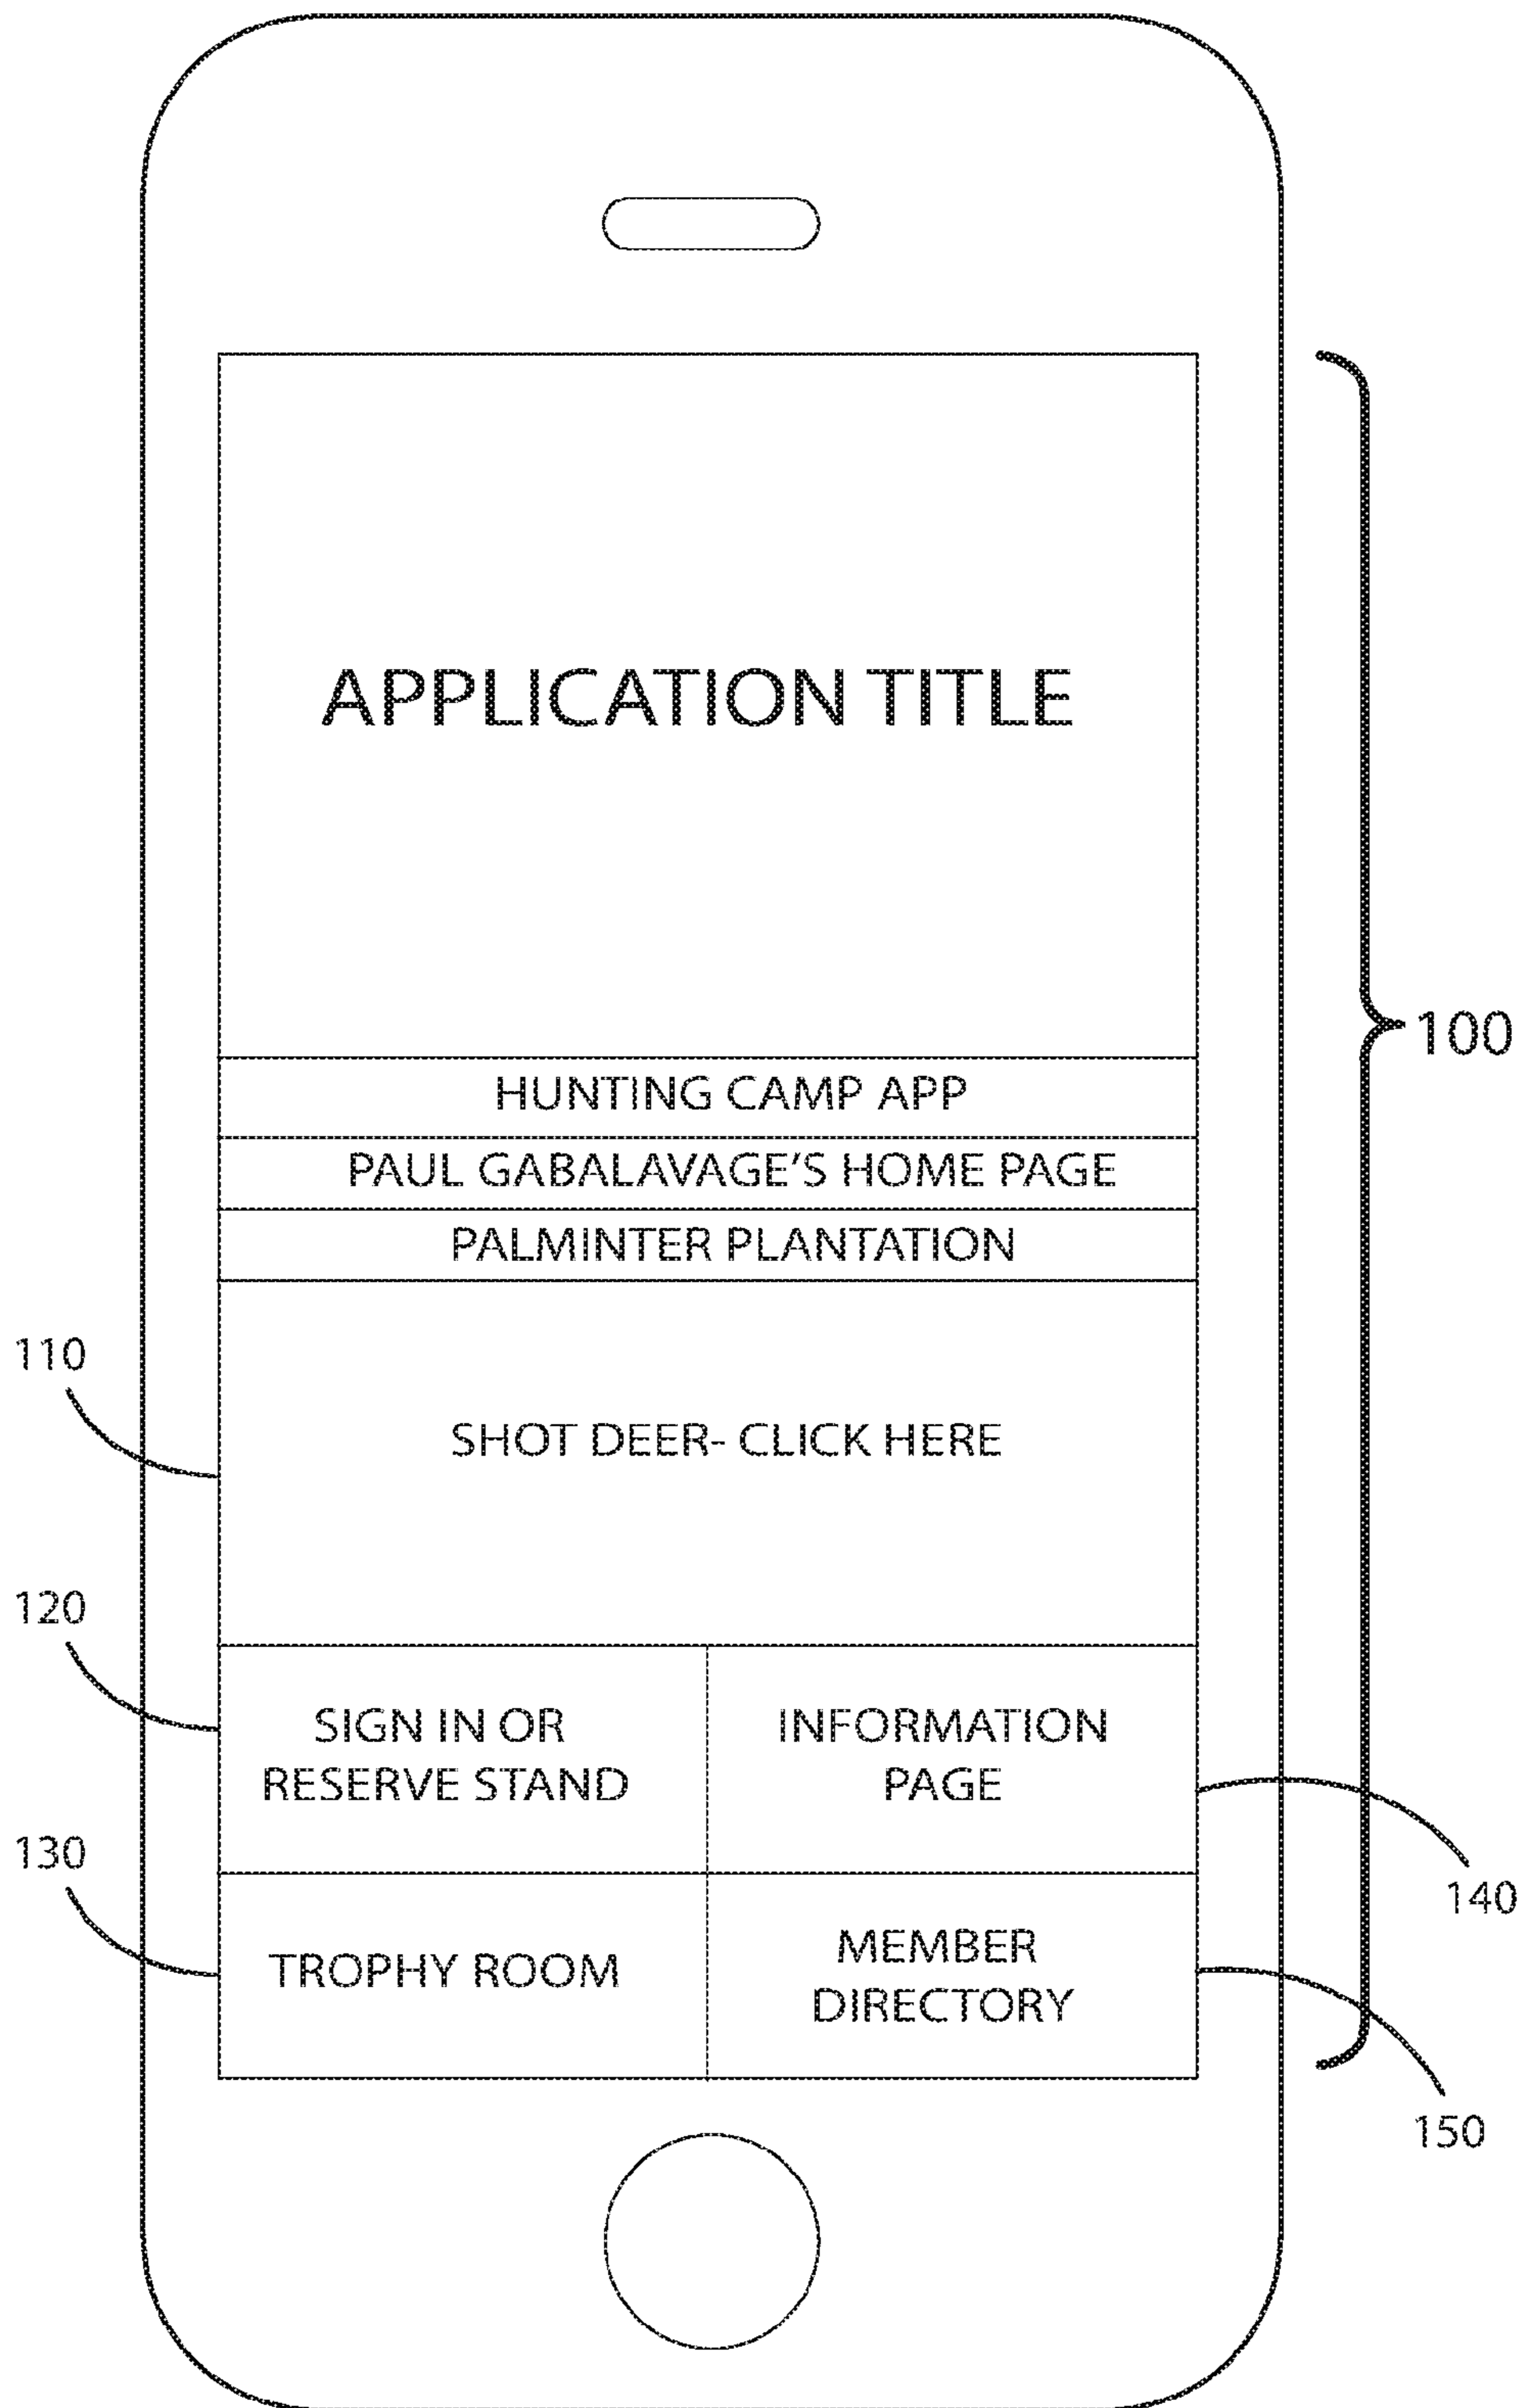 APPLICATION TITLE
HUNTING CAMP APP
PAUL GABALAVAGE'S HOME PAGE
PALMINTER PLANTATION
SHOT DEER- CLICK HERE
SIGN IN OR
RESERVE STAND
INFORMATION
PAGE
TROPHY ROOM
MEMBER
DIRECTORY
100
110
120
130
140
150